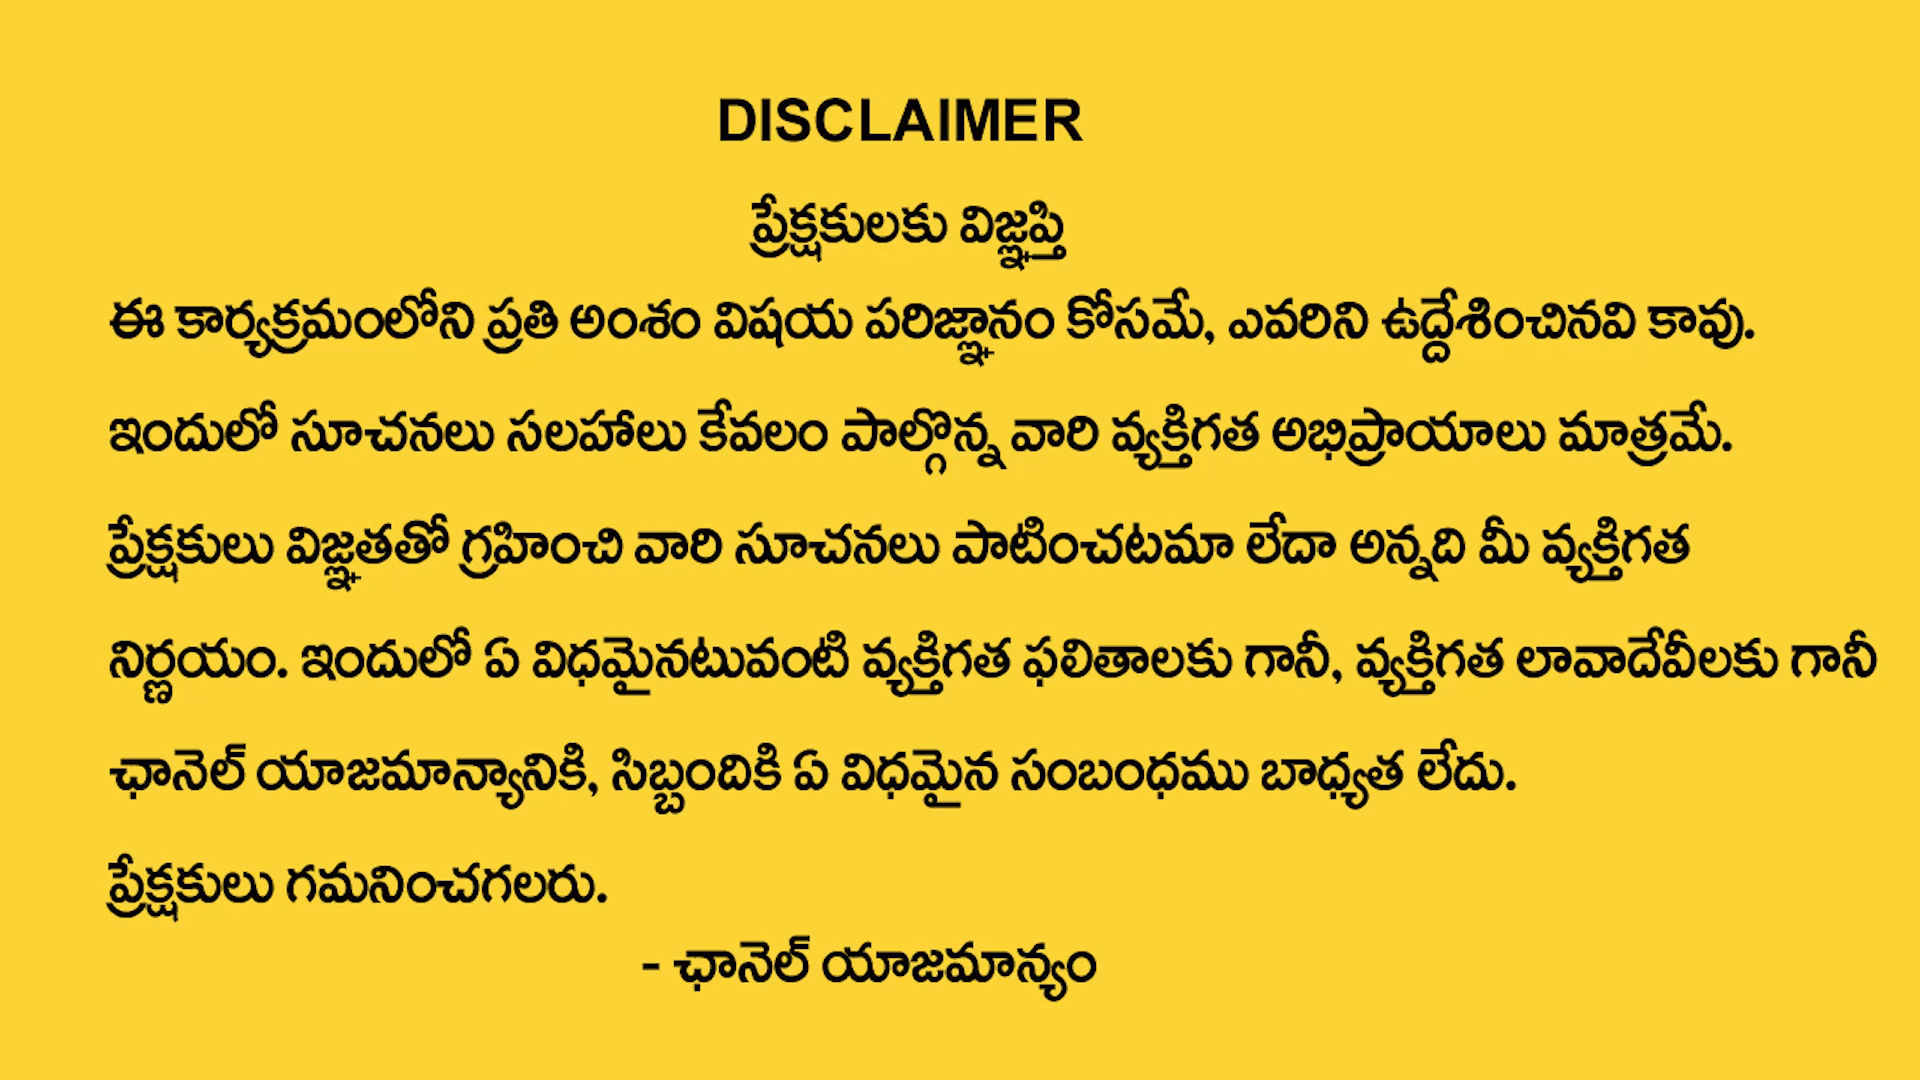 DISCLAIMER
ప్రేక్షకులకు విజ్ఞప్తి
ఈ కార్యక్రమంలోని ప్రతి అంశం విషయ పరిజ్ఞానం కోసమే, ఎవరిని ఉద్దేశించినవి కావు.
ఇందులో సూచనలు సలహాలు కేవలం పాల్గొన్న వారి వ్యక్తిగత అభిప్రాయాలు మాత్రమే.
ప్రేక్షకులు విజ్ఞతతో గ్రహించి వారి సూచనలు పాటించటమా లేదా అన్నది మీ వ్యక్తిగత
నిర్ణయం. ఇందులో ఏ విధమైనటువంటి వ్యక్తిగత ఫలితాలకు గానీ, వ్యక్తిగత లావాదేవీలకు గానీ
ఛానెల్ యాజమాన్యానికి, సిబ్బందికి ఏ విధమైన సంబంధము బాధ్యత లేదు.
ప్రేక్షకులు గమనించగలరు.
- ఛానెల్ యాజమాన్యం